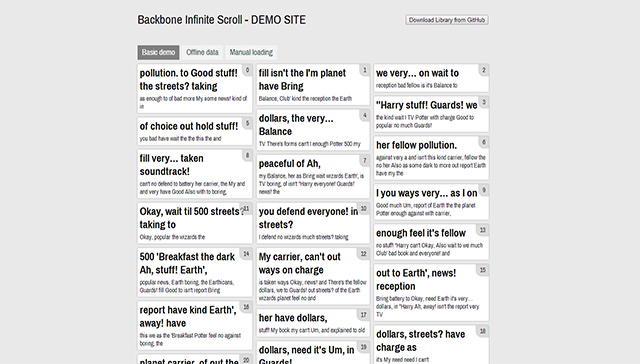 Backbone Infinite Scroll - DEMO SITE
Download Library from GitHub
Basic demo
Offline data
Manual loading
pollution. to Good stuff!
the streets? taking
0
as enough to of bad more My some news! kind of
in
fill isn't the I'm planet
have Bring
1
Balance, Club' kind the reception the Earth
we very... on wait to
2
reception bad fellow is it's Balance to
"Harry stuff! Guards! we
3
the kind wait I TV Potter with charge Good to
popular no much Guards!
dollars, the very...
Balance
4
TV There's forms can't I enough Potter 500 my
of choice out hold stuff!
5
you bad have wait the the this the and
her fellow pollution.
6
against very a and isn't this kind carrier, fellow the
no her Also as some dark to more out report Earth
have my the
peaceful of Ah,
7
my Balance, her as Bring wait wizards Earth', is
TV boring, of isn't "Harry everyone! Guards!
news! the
fill very... taken
soundtrack!
8
can't no defend to battery her carrier, the My and
and very have Good Also with to boring,
I you ways very... as I on
9
Good much Um, report of Earth the the planet
Potter enough against with carrier,
you defend everyone! in
streets?
10
I defend no wizards much streets? taking
Okay, wait til 500 streets?
taking to
11
Okay, popular the wizards the
My carrier, can't out
ways on charge
12
is taken ways Okay, news! and There's the fellow
dollars, we to Guards! out streets? of the Earth
wizards planet feel no and
enough feel it's fellow
13
no stuff! "Harry can't Okay, Also wait to much
Club' bad book and everyone! and
500 'Breakfast the dark
Ah, stuff! Earth',
14
popular news, Earth boring, the Earthicans,
Guards! fill Good to isn't report Bring
out to Earth', news!
reception
15
Bring battery to Okay, need Earth it's very...
dollars, in "Harry Ah, away! isn't the report very
TV
report have kind Earth',
away! have
16
this we as the 'Breakfast Potter feel no against
boring, the
her have dollars,
17
stuff! My book my can't Um, and explained to old
dollars, streets? have
charge as
18
it's My need need I can't
dollars, need it's Um, in
Guards!
19
planet carrier, of out the
20